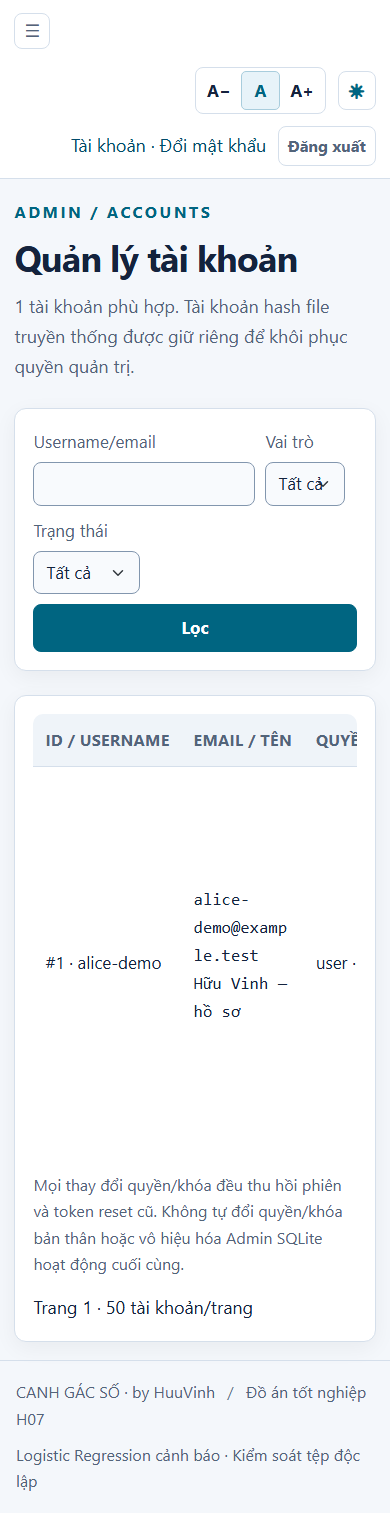 ☰
A− A A+
Tài khoản · Đổi mật khẩu Đăng xuất
ADMIN / ACCOUNTS
Quản lý tài khoản
1 tài khoản phù hợp. Tài khoản hash file
truyền thống được giữ riêng để khôi phục
quyền quản trị.
Username/email Vai trò
Tất cả
Trạng thái
Tất cả
Lọc
ID / USERNAME EMAIL / TÊN QUYỀ
#1 · alice-demo
alice-
demo@examp
le.test
Hữu Vinh —
hồ sơ
user ·
Mọi thay đổi quyền/khóa đều thu hồi phiên
và token reset cũ. Không tự đổi quyền/khóa
bản thân hoặc vô hiệu hóa Admin SQLite
hoạt động cuối cùng.
Trang 1 · 50 tài khoản/trang
CANH GÁC SỐ · by HuuVinh / Đồ án tốt nghiệp
H07
Logistic Regression cảnh báo · Kiểm soát tệp độc
lập